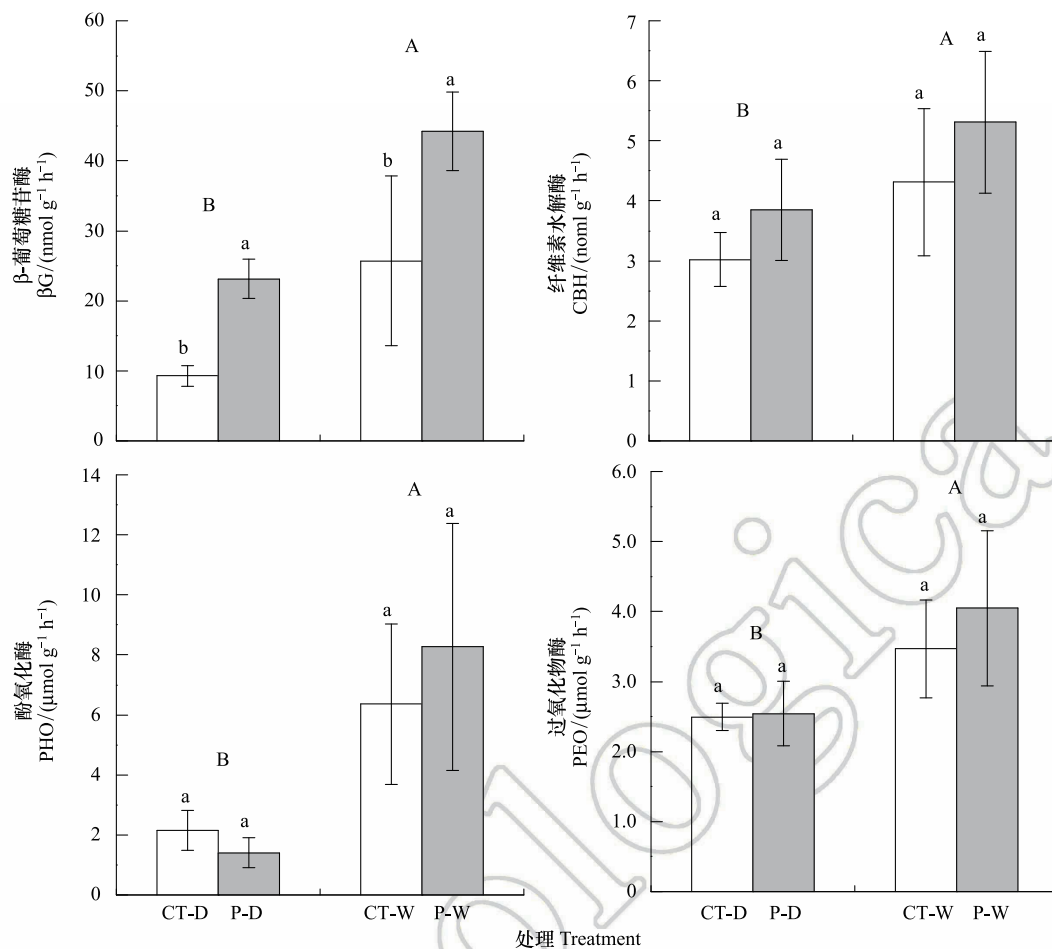 60
50
40
30
20
10
0
β-葡萄糖苷酶
βG/(nmol g⁻¹ h⁻¹)
b
a
B
b
a
A
7
6
5
4
3
2
1
0
纤维素水解酶
CBH/(noml g⁻¹ h⁻¹)
a
a
B
a
a
A
14
12
10
8
6
4
2
0
酚氧化酶
PHO/(μmol g⁻¹ h⁻¹)
a
a
B
a
a
A
CT-D P-D CT-W P-W
6.0
5.0
4.0
3.0
2.0
1.0
0
过氧化物酶
PEO/(μmol g⁻¹ h⁻¹)
a
a
B
a
a
A
CT-D P-D CT-W P-W
处理 Treatment
ologica